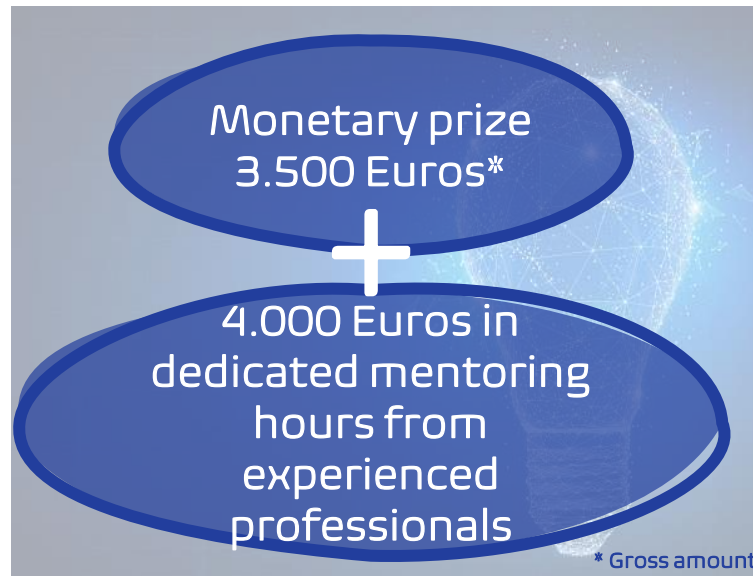 Monetary prize
3.500 Euros*
+
4.000 Euros in
dedicated mentoring
hours from
experienced
professionals
* Gross amount